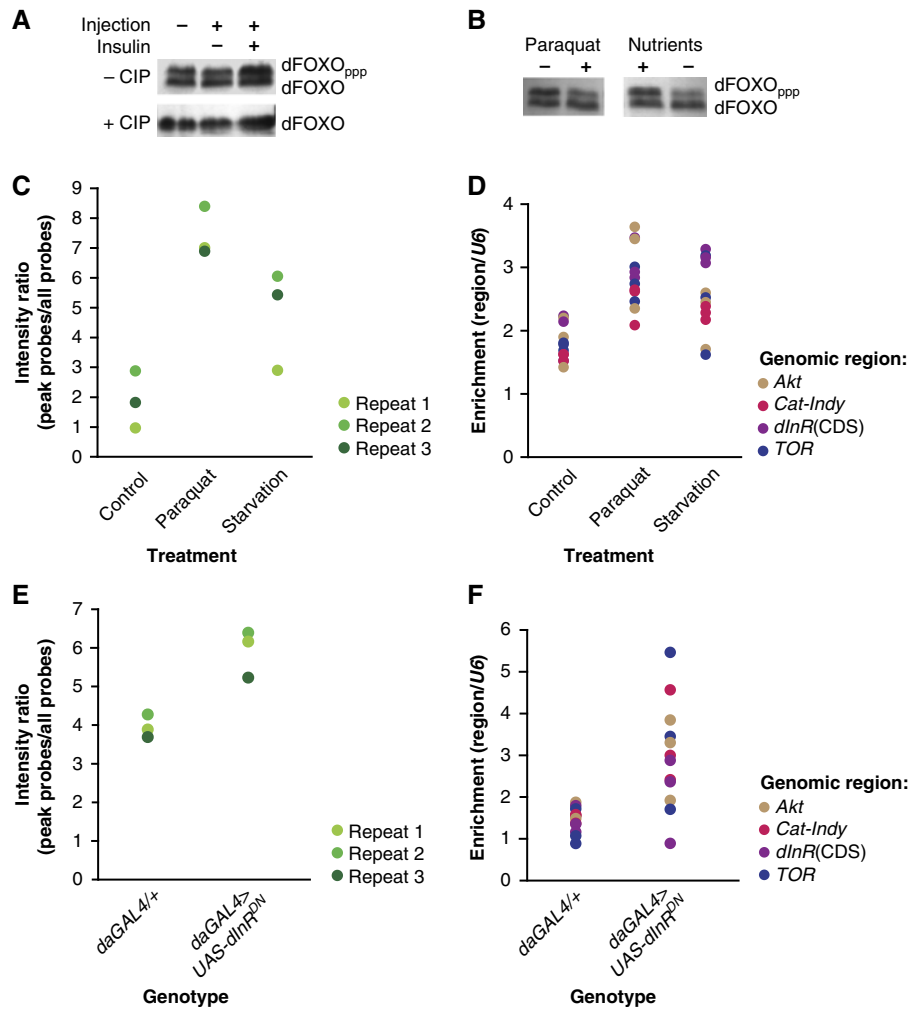 A
Injection – + +
Insulin – +
– CIP
dFOXOppp
dFOXO
+ CIP
dFOXO
B
Paraquat Nutrients
– + + –
dFOXOppp
dFOXO
C
Intensity ratio
(peak probes/all probes)
9
8
7
6
5
4
3
2
1
0
Control
Paraquat
Starvation
Treatment
Repeat 1
Repeat 2
Repeat 3
D
Enrichment (region/U6)
4
3
2
1
0
Control
Paraquat
Starvation
Treatment
Genomic region:
Akt
Cat-Indy
dInR(CDS)
TOR
E
Intensity ratio
(peak probes/all probes)
7
6
5
4
3
2
1
0
daGAL4/+
daGAL4>
UAS-dInRDN
Genotype
Repeat 1
Repeat 2
Repeat 3
F
Enrichment (region/U6)
6
5
4
3
2
1
0
daGAL4/+
daGAL4>
UAS-dInRDN
Genotype
Genomic region:
Akt
Cat-Indy
dInR(CDS)
TOR